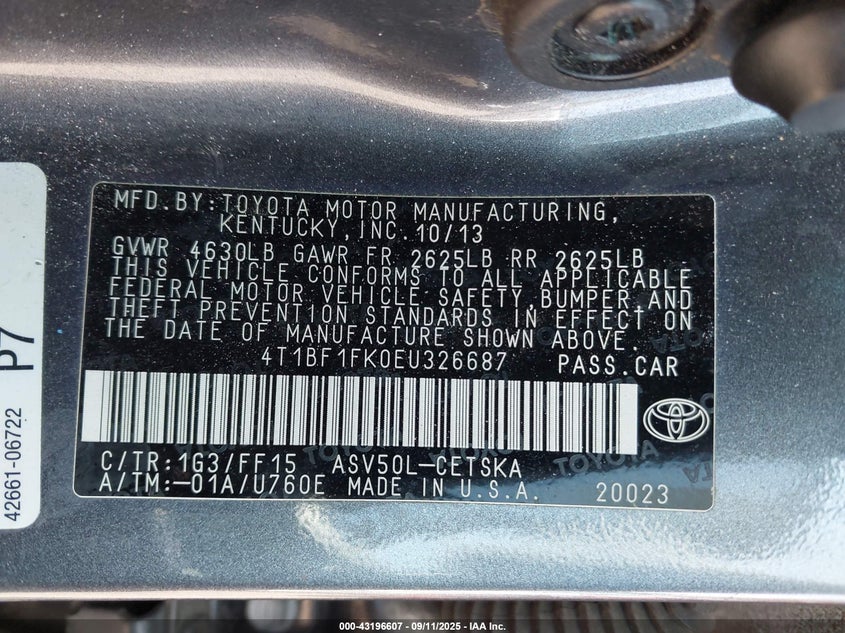 MFD.BY:TOYOTA MOTOR MANUFACTURING,
KENTUCKY,INC.10/13
GVWR 4630LB GAWR FR 2625LB RR 2625LB
THIS VEHICLE CONFORMS TO ALL APPLICABLE
FEDERAL MOTOR VEHICLE SAFETY,BUMPER,AND
THEFT PREVENTION STANDARDS IN EFFECT ON
THE DATE OF MANUFACTURE SHOWN ABOVE.
4T1BF1FK0EU326687 PASS.CAR
C/TR:1G3/FF15 ASV50L-CETSKA
A/TM:-01A/U760E MADE IN U.S.A. 20023
42661-06722
P7
000-43196607 - 09/11/2025 - IAA Inc.